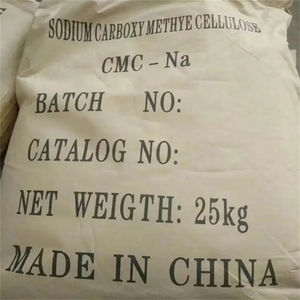 SODIUM CARBOXY METHYE CELLULOSE
CMC - Na
BATCH NO:
CATALOG NO:
NET WEIGTH: 25kg
MADE IN CHINA